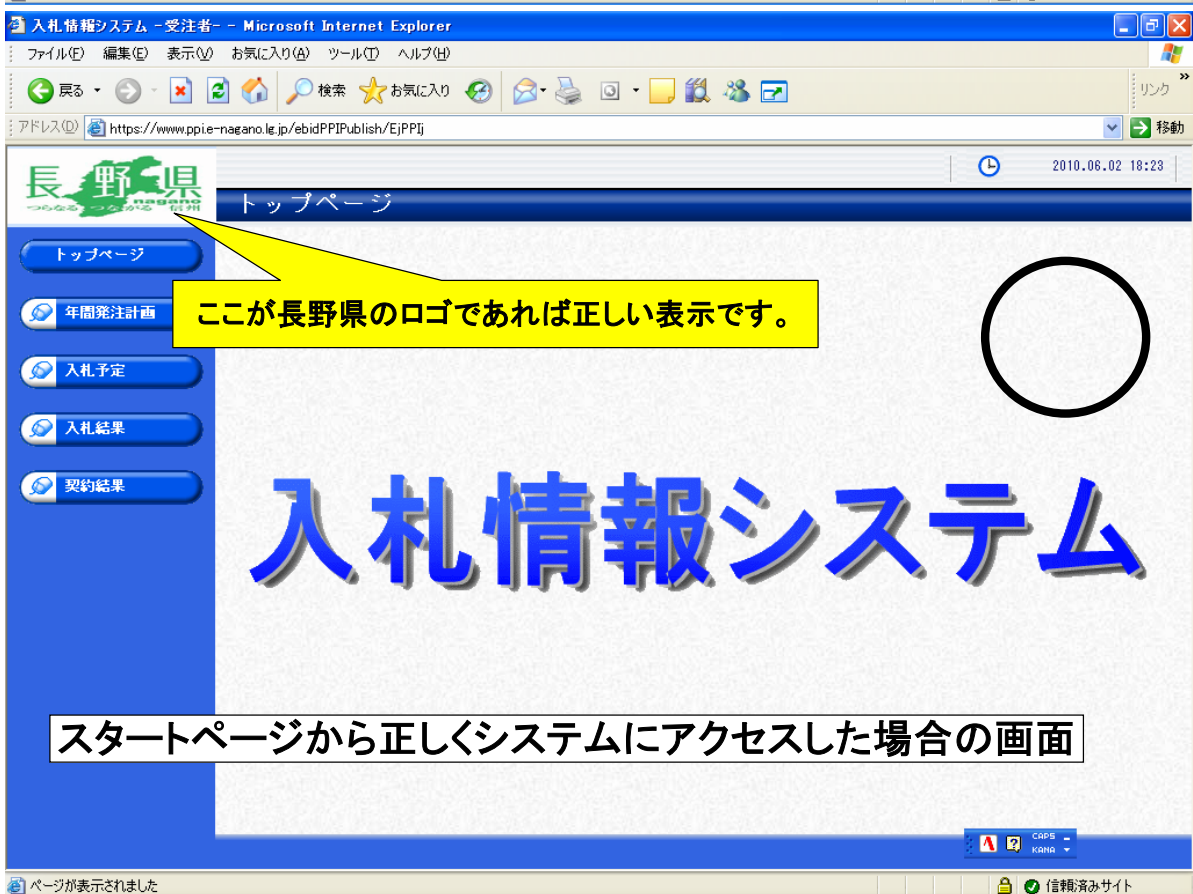 入札情報システム -受注者- - Microsoft Internet Explorer
ファイル(F) 編集(E) 表示(V) お気に入り(A) ツール(T) ヘルプ(H)
戻る 検索 お気に入り リンク
アドレス(D) https://www.ppi.e-nagano.lg.jp/ebidPPIPublish/EjPPIj 移動
長野県
nagano
つらなる つながる 信州
2010.06.02 18:23
トップページ
トップページ
ここが長野県のロゴであれば正しい表示です。
年間発注計画
入札予定
入札結果
契約結果
入札情報システム
スタートページから正しくシステムにアクセスした場合の画面
CAPS
KANA
ページが表示されました 信頼済みサイト